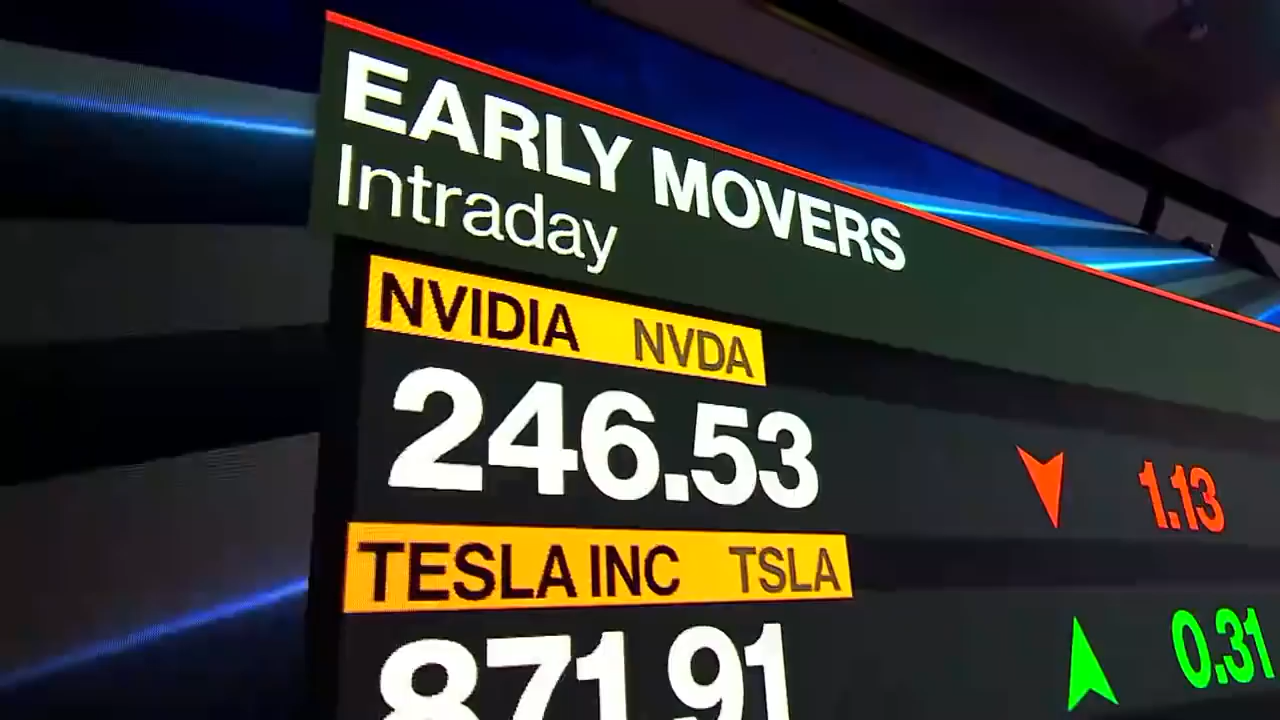 EARLY MOVERS
Intraday
NVIDIA NVDA
246.53 ▼ 1.13
TESLA INC TSLA
871.91 ▲ 0.31